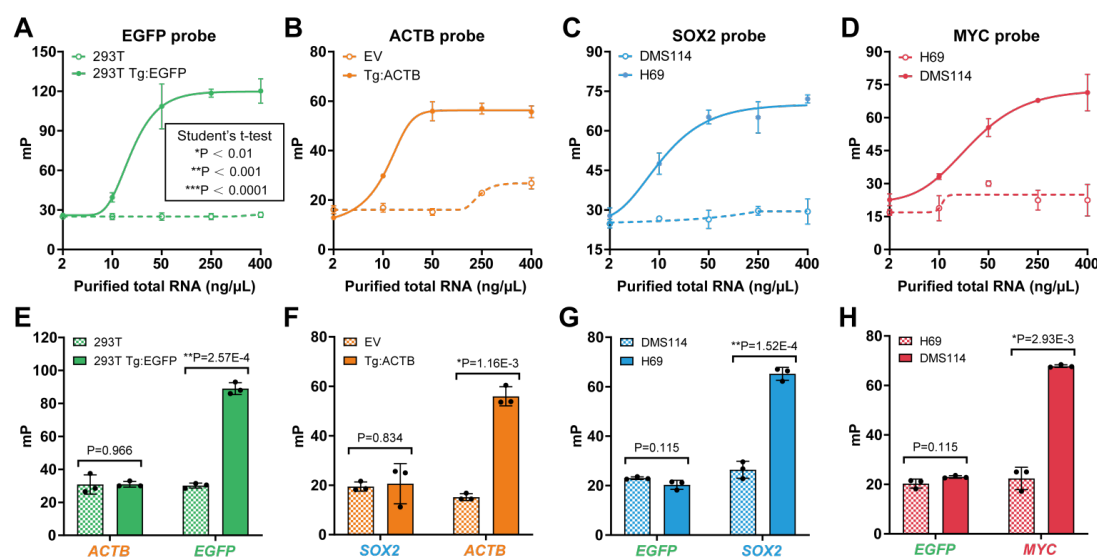 A
EGFP probe
293T
293T Tg:EGFP
150
120
90
60
30
0
mP
Student's t-test
*P < 0.01
**P < 0.001
***P < 0.0001
2
10
50
250
400
Purified total RNA (ng/μL)
B
ACTB probe
EV
Tg:ACTB
80
60
40
20
0
mP
2
10
50
250
400
Purified total RNA (ng/μL)
C
SOX2 probe
DMS114
H69
90
75
60
45
30
15
mP
2
10
50
250
400
Purified total RNA (ng/μL)
D
MYC probe
H69
DMS114
90
75
60
45
30
15
0
mP
2
10
50
250
400
Purified total RNA (ng/μL)
E
293T
293T Tg:EGFP
**P=2.57E-4
P=0.966
120
100
80
60
40
20
0
mP
ACTB
EGFP
F
EV
Tg:ACTB
*P=1.16E-3
P=0.834
80
60
40
20
0
mP
SOX2
ACTB
G
DMS114
H69
**P=1.52E-4
P=0.115
80
60
40
20
0
mP
EGFP
SOX2
H
H69
DMS114
*P=2.93E-3
P=0.115
80
60
40
20
0
mP
EGFP
MYC